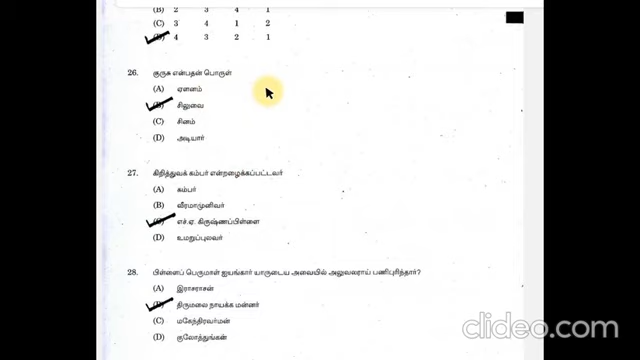 (B) 2 3 4 1
(C) 3 4 1 2
(D) 4 3 2 1
26. குருசு என்பதன் பொருள்
(A) ஏளனம்
(B) சிலுவை
(C) சினம்
(D) அடியார்
27. கிறித்துவக் கம்பர் என்றழைக்கப்பட்டவர்
(A) கம்பர்
(B) வீரமாமுனிவர்
(C) எச்.ஏ. கிருஷ்ணப்பிள்ளை
(D) உமறுப்புலவர்
28. பிள்ளைப் பெருமாள் ஐயங்கார் யாருடைய அவையில் அலுவலராய் பணிபுரிந்தார்?
(A) இராசராசன்
(B) திருமலை நாயக்க மன்னர்
(C) மகேந்திரவர்மன்
(D) குலோத்துங்கன்
clideo.com